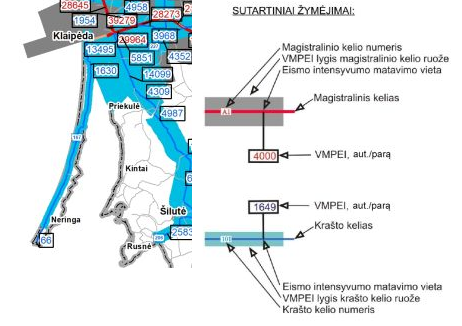 SUTARTINIAI ŽYMĖJIMAI:
28645
4958
1954
39279
28273
Klaipėda
29964
3968
13495
5851
4352
1630
14099
4309
Priekulė
4987
167
Kintai
Neringa
66
Šilutė
Rusnė
2583
Magistralinio kelio numeris
VMPEI lygis magistralinio kelio ruože
Eismo intensyvumo matavimo vieta
Magistralinis kelias
A1
4000
VMPEI, aut./parą
1649
VMPEI, aut./parą
Krašto kelias
101
Eismo intensyvumo matavimo vieta
VMPEI lygis krašto kelio ruože
Krašto kelio numeris